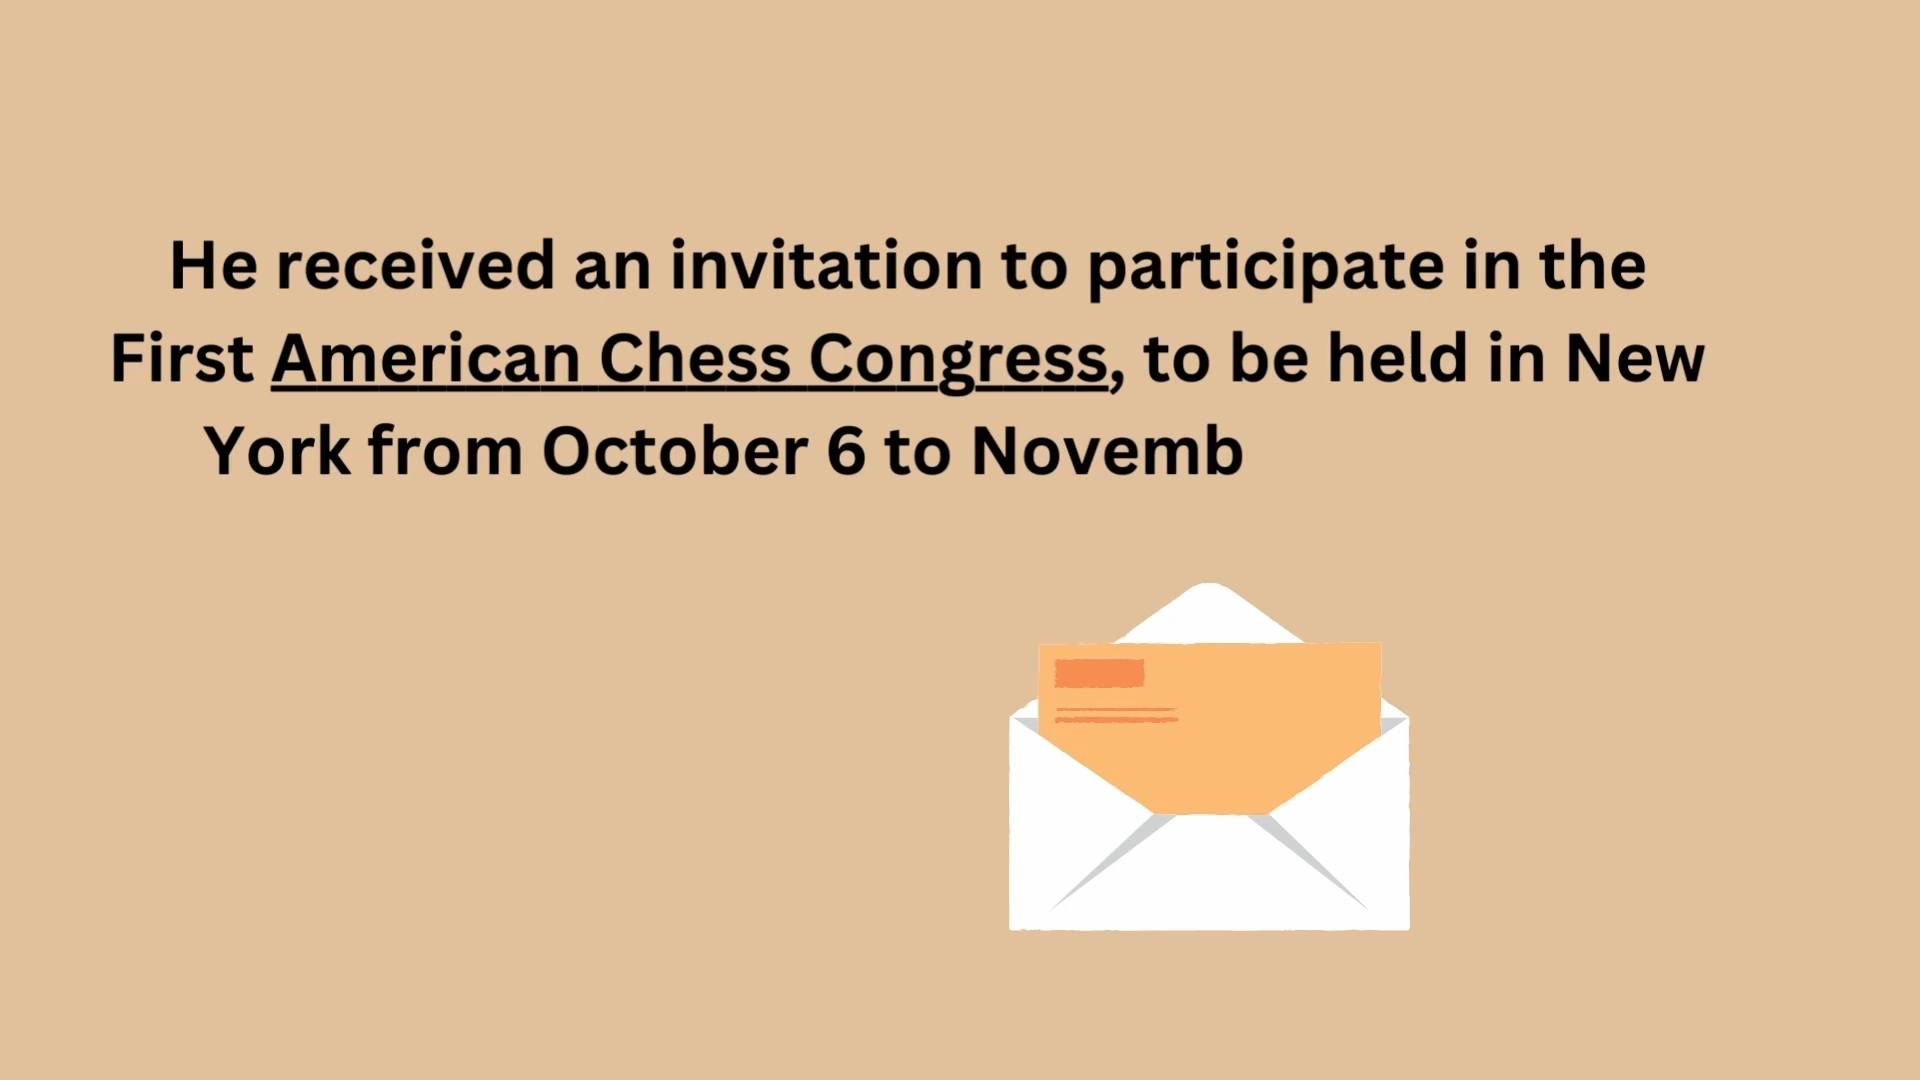 He received an invitation to participate in the
First American Chess Congress, to be held in New
York from October 6 to Novemb